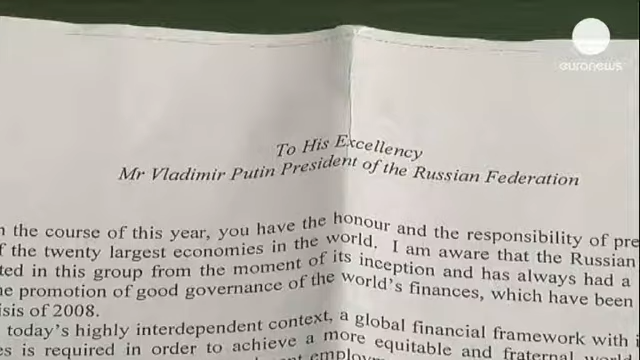 euronews
To His Excellency
Mr Vladimir Putin President of the Russian Federation
the course of this year, you have the honour and the responsibility of
the twenty largest economies in the world. I am aware that the Russian
in this group from the moment of its inception and has always had a
promotion of good governance of the world's finances, which have been
of 2008.
today's highly interdependent context, a global financial framework with
is required in order to achieve a more equitable and fraternal